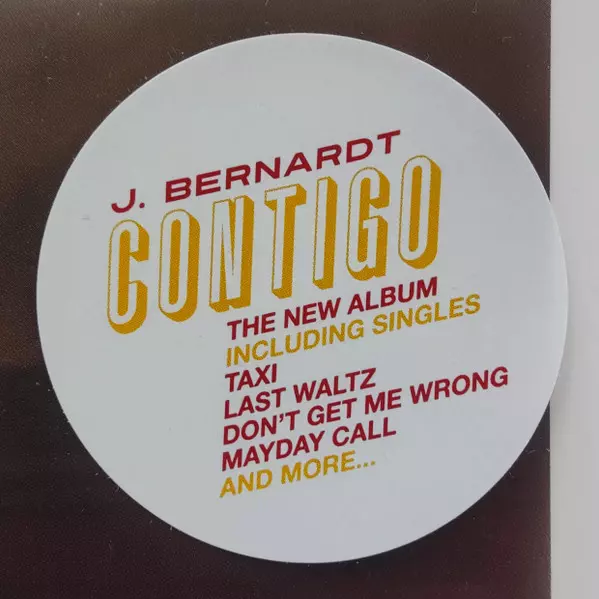 J. BERNARDT
CONTIGO
THE NEW ALBUM
INCLUDING SINGLES
TAXI
LAST WALTZ
DON'T GET ME WRONG
MAYDAY CALL
AND MORE...